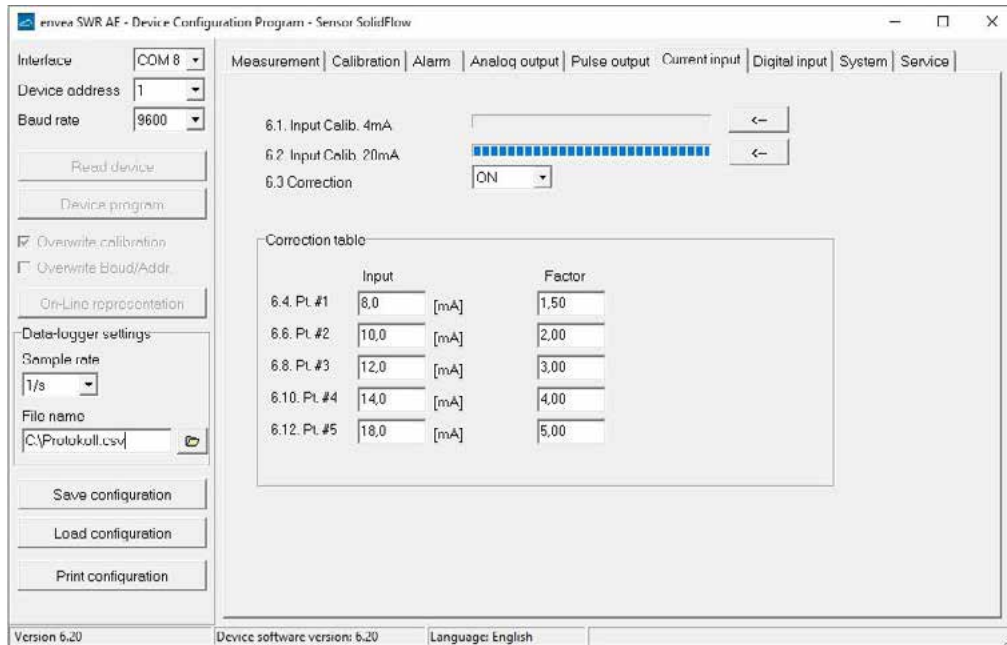 envea SWR AE - Device Configuration Program - Sensor SolidFlow
Interface COM 8
Device address 1
Baud rate 9600
Read device
Device program
Overwrite calibration
Overwrite Baud/Addr.
On-Line representation
Data-logger settings
Sample rate
1/s
File name
C:\Protokoll.csv
Save configuration
Load configuration
Print configuration
Measurement Calibration Alarm Analog output Pulse output Current input Digital input System Service
6.1. Input Calib. 4mA <--
6.2. Input Calib. 20mA <--
6.3 Correction ON
Correction table
Input Factor
6.4. Pt. #1 8,0 [mA] 1,50
6.6. Pt. #2 10,0 [mA] 2,00
6.8. Pt. #3 12,0 [mA] 3,00
6.10. Pt. #4 14,0 [mA] 4,00
6.12. Pt. #5 18,0 [mA] 5,00
Version 6.20 Device software version: 6.20 Language: English